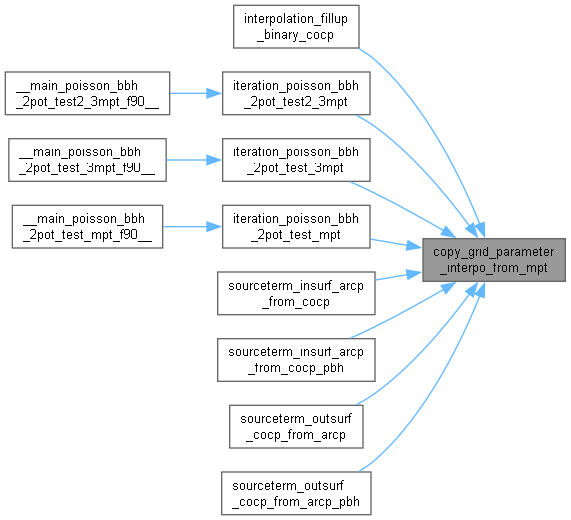 interpolation_fillup
_binary_cocp
__main_poisson_bbh
_2pot_test2_3mpt_f90__
iteration_poisson_bbh
_2pot_test2_3mpt
__main_poisson_bbh
_2pot_test_3mpt_f90__
iteration_poisson_bbh
_2pot_test_3mpt
__main_poisson_bbh
_2pot_test_mpt_f90__
iteration_poisson_bbh
_2pot_test_mpt
copy_grid_parameter
_interpo_from_mpt
sourceterm_insurf_arcp
_from_cocp
sourceterm_insurf_arcp
_from_cocp_pbh
sourceterm_outsurf
_cocp_from_arcp
sourceterm_outsurf
_cocp_from_arcp_pbh